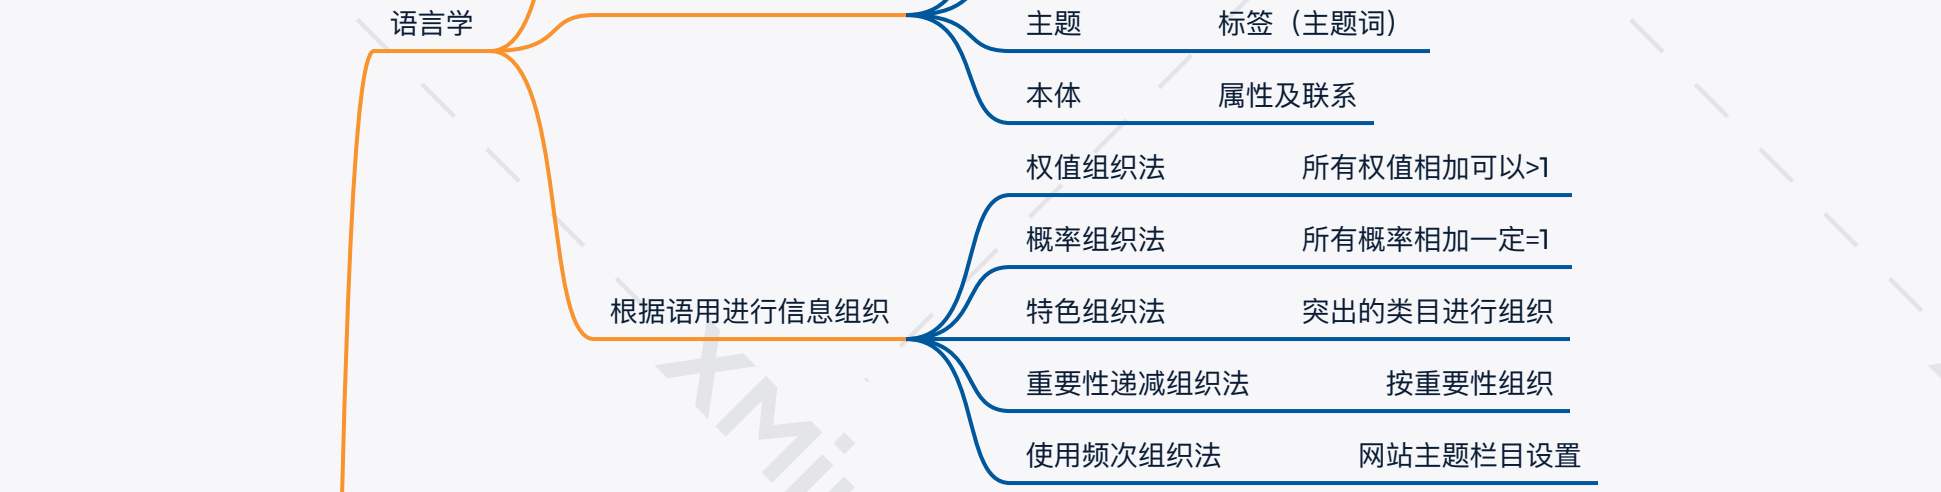 语言学
主题 标签（主题词）
本体 属性及联系
权值组织法 所有权值相加可以>1
概率组织法 所有概率相加一定=1
根据语用进行信息组织
特色组织法 突出的类目进行组织
重要性递减组织法 按重要性组织
使用频次组织法 网站主题栏目设置